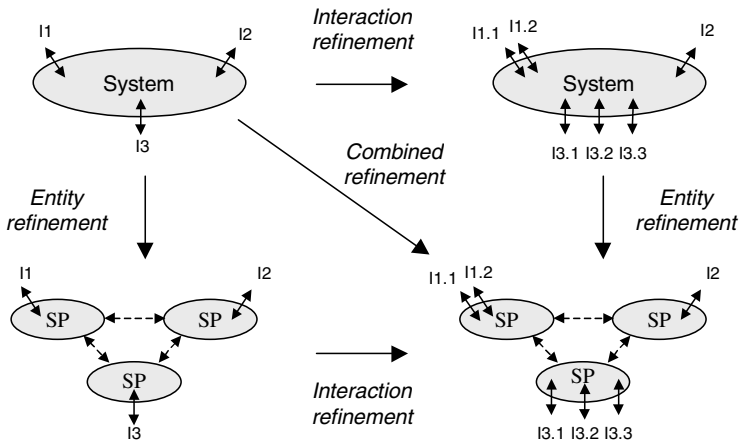 I1
I2
System
I3
Interaction
refinement
I1.1
I1.2
I2
System
I3.1 I3.2 I3.3
Combined
refinement
Entity
refinement
Entity
refinement
I1
I2
SP
SP
SP
I3
Interaction
refinement
I1.1
I1.2
I2
SP
SP
SP
I3.1 I3.2 I3.3